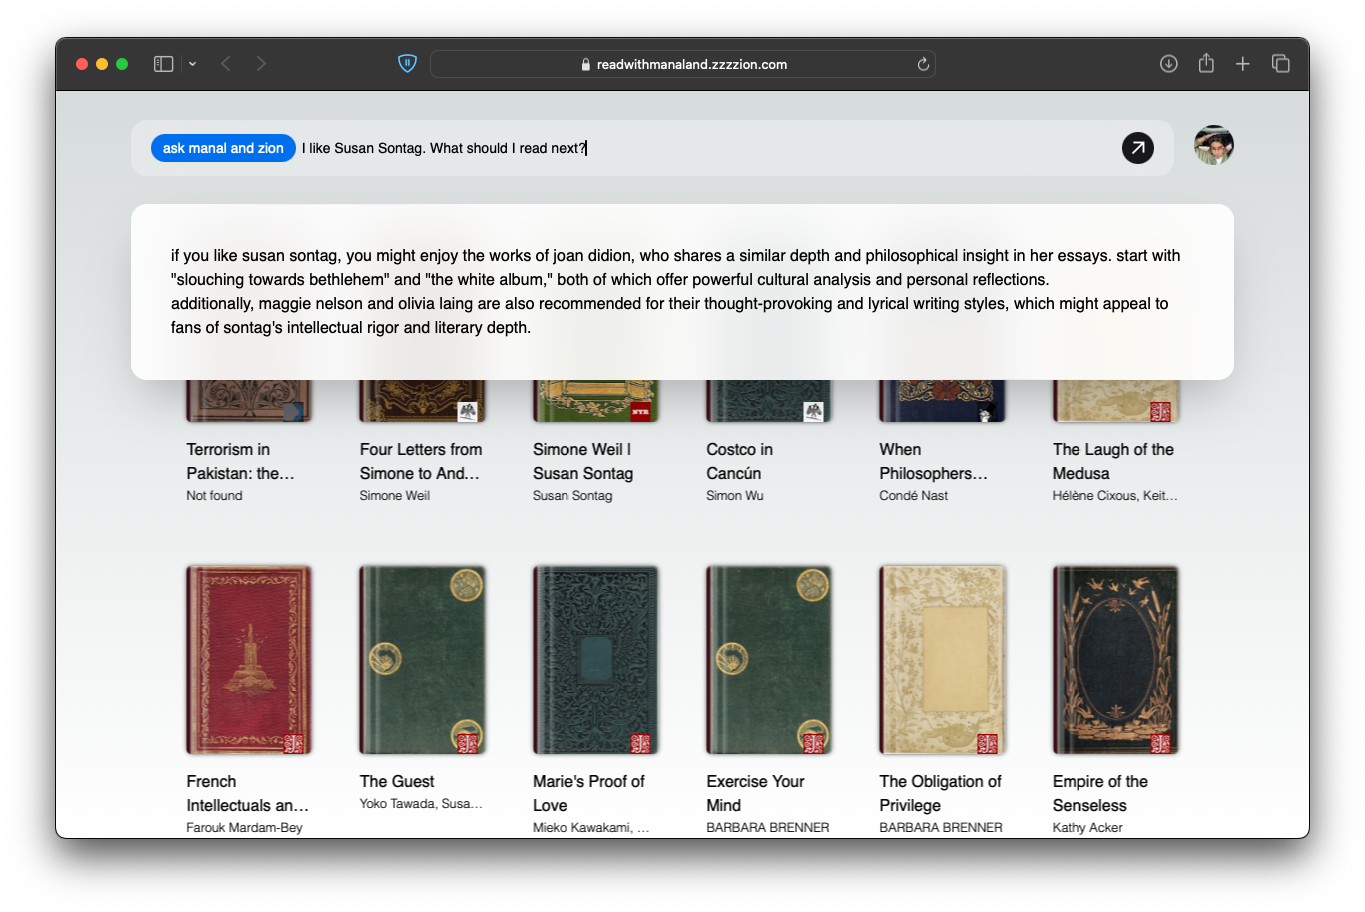 readwithmanaland.zzzzion.com
ask manal and zion I like Susan Sontag. What should I read next?
if you like susan sontag, you might enjoy the works of joan didion, who shares a similar depth and philosophical insight in her essays. start with
"slouching towards bethlehem" and "the white album," both of which offer powerful cultural analysis and personal reflections.
additionally, maggie nelson and olivia laing are also recommended for their thought-provoking and lyrical writing styles, which might appeal to
fans of sontag's intellectual rigor and literary depth.
NYR
Terrorism in
Pakistan: the...
Not found
Four Letters from
Simone to And...
Simone Weil
Simone Weil |
Susan Sontag
Susan Sontag
Costco in
Cancún
Simon Wu
When
Philosophers...
Condé Nast
The Laugh of the
Medusa
Hélène Cixous, Keit...
French
Intellectuals an...
Farouk Mardam-Bey
The Guest
Yoko Tawada, Susa...
Marie's Proof of
Love
Mieko Kawakami, ...
Exercise Your
Mind
BARBARA BRENNER
The Obligation of
Privilege
BARBARA BRENNER
Empire of the
Senseless
Kathy Acker